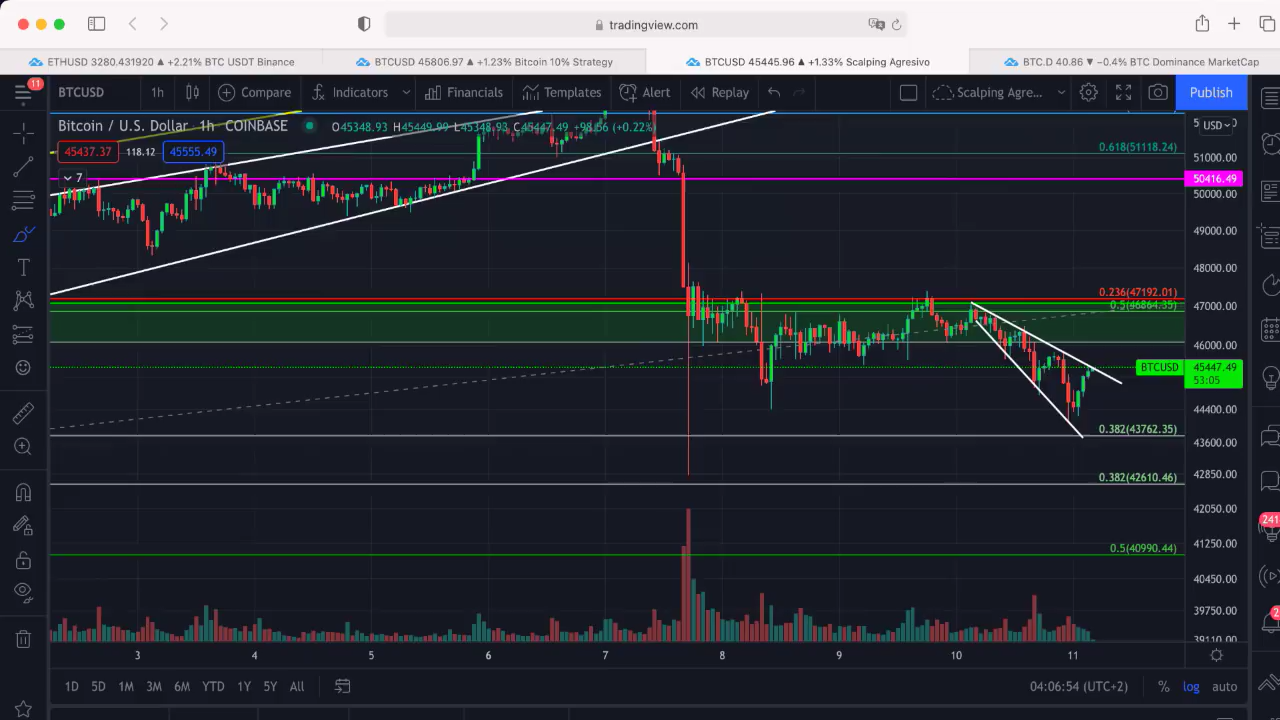 tradingview.com
ETHUSD 3280.431920 ▲ +2.21% BTC USDT Binance
BTCUSD 45806.97 ▲ +1.23% Bitcoin 10% Strategy
BTCUSD 45445.96 ▲ +1.33% Scalping Agresivo
BTC.D 40.86 ▼ −0.4% BTC Dominance MarketCap
11
BTCUSD
1h
Compare
Indicators
Financials
Templates
Alert
Replay
Scalping Agre...
Publish
Bitcoin / U.S. Dollar · 1h · COINBASE
O45348.93 H45449.99 L45348.93 C45447.49 +98.56 (+0.22%)
USD
45437.37 118.12 45555.49
7
0.618(51118.24)
51000.00
50416.49
50000.00
49000.00
48000.00
0.236(47192.01)
0.5(46864.35)
47000.00
46000.00
BTCUSD 45447.49
53:05
44400.00
0.382(43762.35)
43600.00
0.382(42610.46)
42850.00
42050.00
0.5(40990.44)
41250.00
40450.00
39750.00
39110.00
241
2
3 4 5 6 7 8 9 10 11
1D 5D 1M 3M 6M YTD 1Y 5Y All
04:06:54 (UTC+2)
% log auto